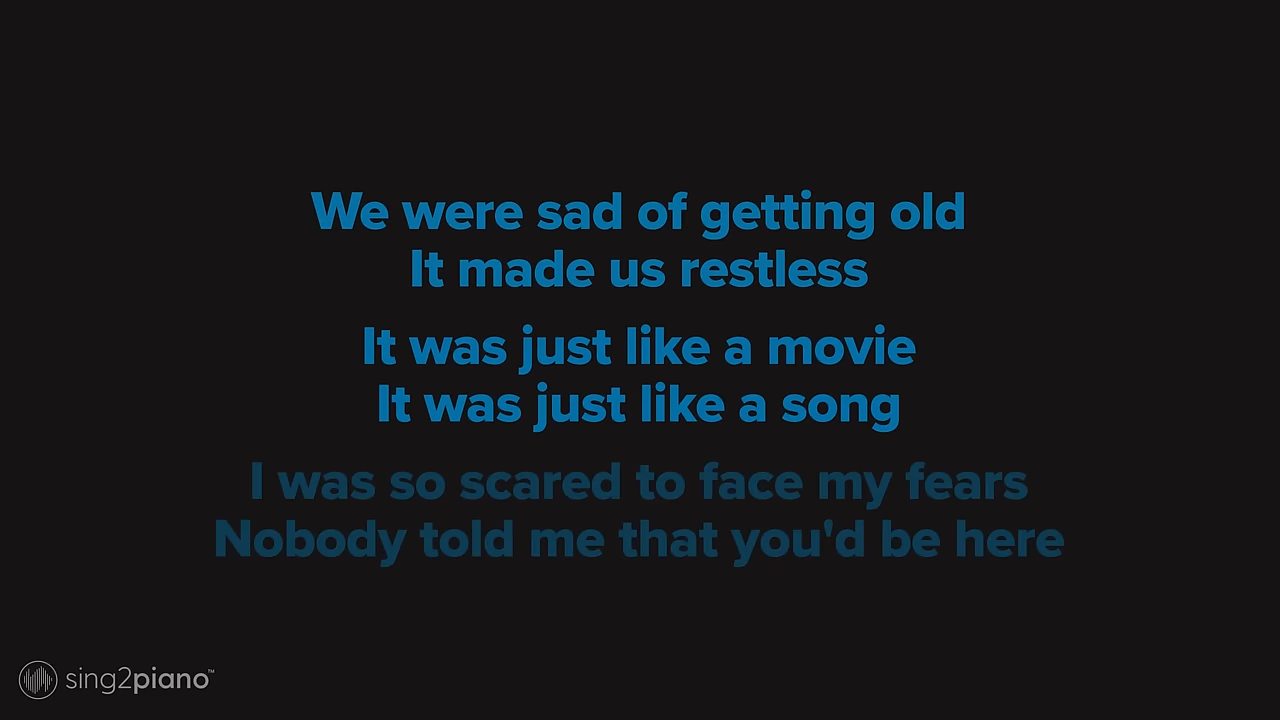 We were sad of getting old
It made us restless
It was just like a movie
It was just like a song
I was so scared to face my fears
Nobody told me that you'd be here
sing2piano™